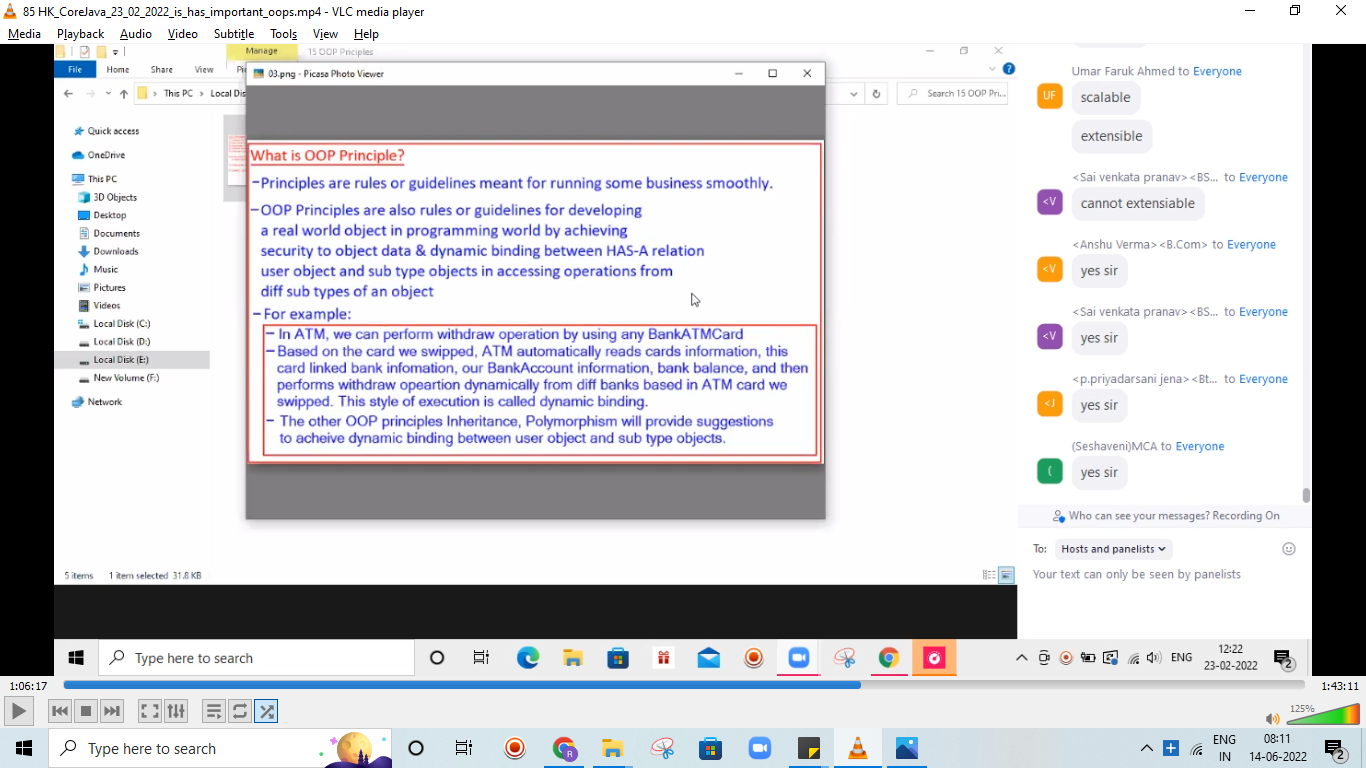 85 HK_CoreJava_23_02_2022_is_has_important_oops.mp4 - VLC media player
Media Playback Audio Video Subtitle Tools View Help
Manage 15 OOP Priciples
File Home Share View
03.png - Picasa Photo Viewer
This PC > Local Dis
Search 15 OOP Pri...
Quick access
OneDrive
This PC
3D Objects
Desktop
Documents
Downloads
Music
Pictures
Videos
Local Disk (C:)
Local Disk (D:)
Local Disk (E:)
New Volume (F:)
Network
What is OOP Principle?
–Principles are rules or guidelines meant for running some business smoothly.
–OOP Principles are also rules or guidelines for developing
a real world object in programming world by achieving
security to object data & dynamic binding between HAS-A relation
user object and sub type objects in accessing operations from
diff sub types of an object
–For example:
– In ATM, we can perform withdraw operation by using any BankATMCard
– Based on the card we swipped, ATM automatically reads cards information, this
card linked bank infomation, our BankAccount information, bank balance, and then
performs withdraw opeartion dynamically from diff banks based in ATM card we
swipped. This style of execution is called dynamic binding.
– The other OOP principles Inheritance, Polymorphism will provide suggestions
to acheive dynamic binding between user object and sub type objects.
5 items 1 item selected 31.8 KB
Umar Faruk Ahmed to Everyone
UF
scalable
extensible
<Sai venkata pranav><BS... to Everyone
<V
cannot extensiable
<Anshu Verma><B.Com> to Everyone
<V
yes sir
<Sai venkata pranav><BS... to Everyone
<V
yes sir
<p.priyadarsani jena><Bt... to Everyone
<J
yes sir
(Seshaveni)MCA to Everyone
(
yes sir
Who can see your messages? Recording On
To: Hosts and panelists
Your text can only be seen by panelists
Type here to search
ENG
12:22
23-02-2022
2
1:06:17
1:43:11
125%
Type here to search
R
ENG
IN
08:11
14-06-2022
2